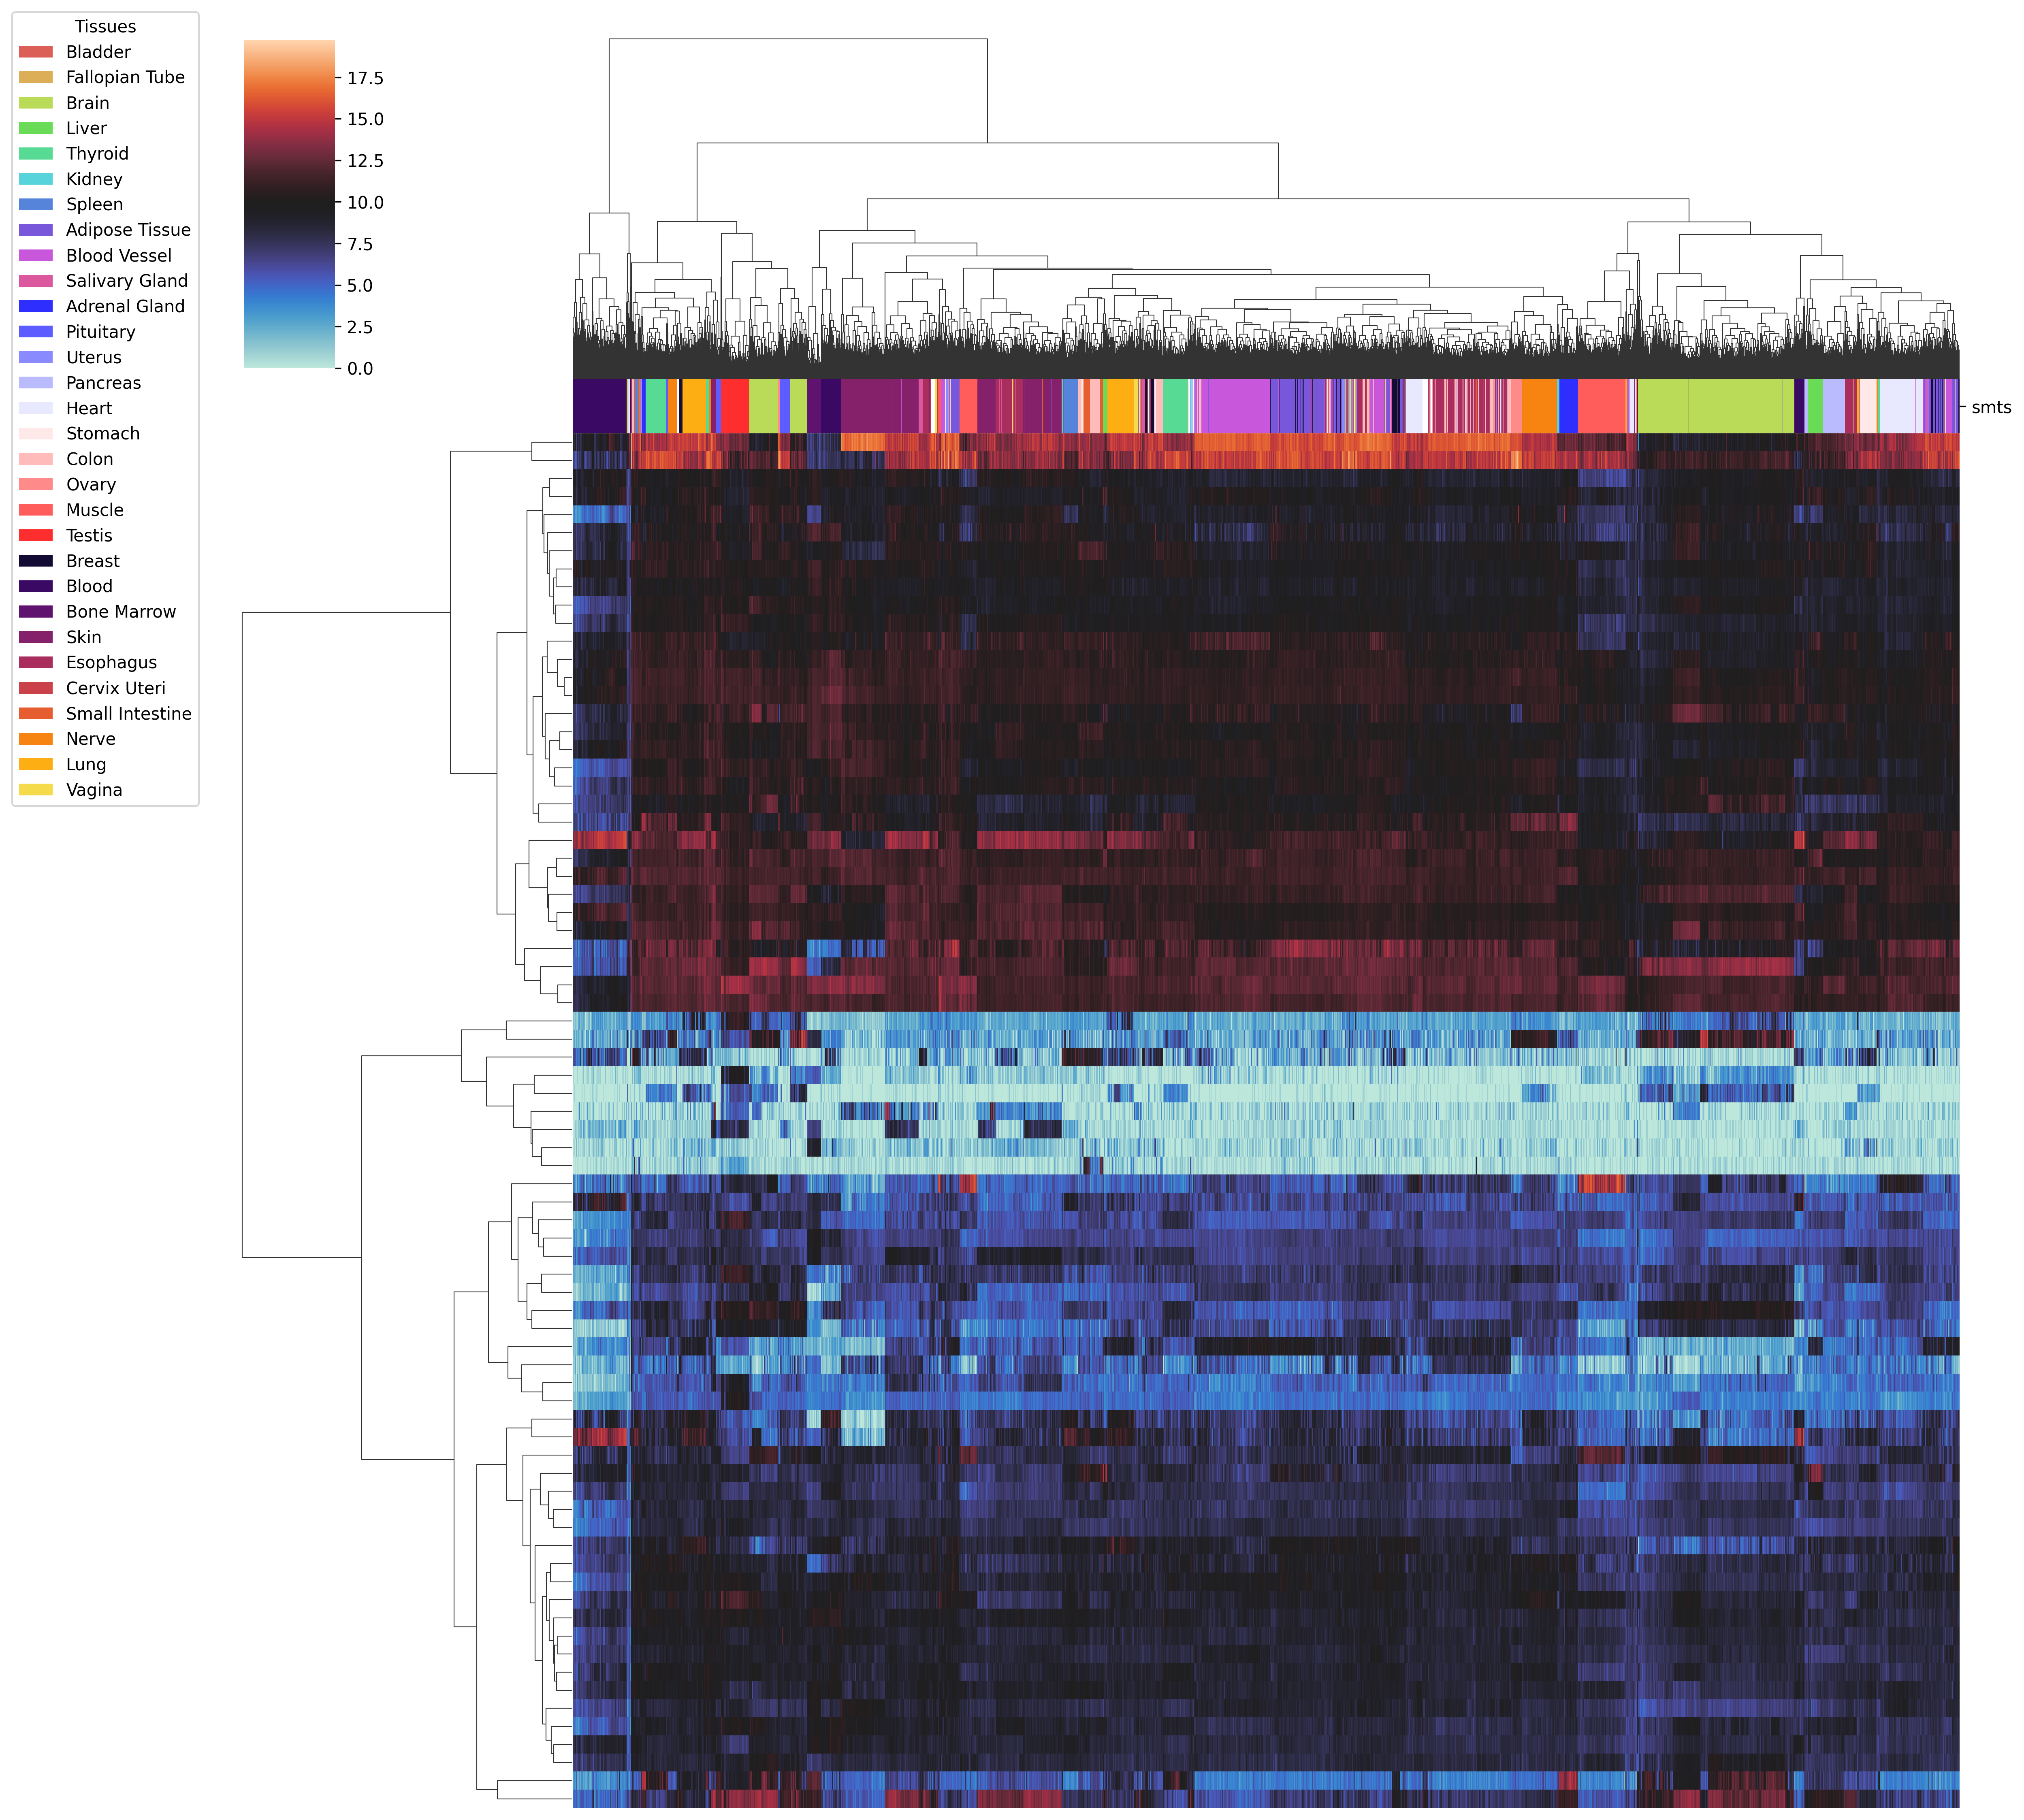 Tissues
Bladder
Fallopian Tube
Brain
Liver
Thyroid
Kidney
Spleen
Adipose Tissue
Blood Vessel
Salivary Gland
Adrenal Gland
Pituitary
Uterus
Pancreas
Heart
Stomach
Colon
Ovary
Muscle
Testis
Breast
Blood
Bone Marrow
Skin
Esophagus
Cervix Uteri
Small Intestine
Nerve
Lung
Vagina
17.5
15.0
12.5
10.0
7.5
5.0
2.5
0.0
smts